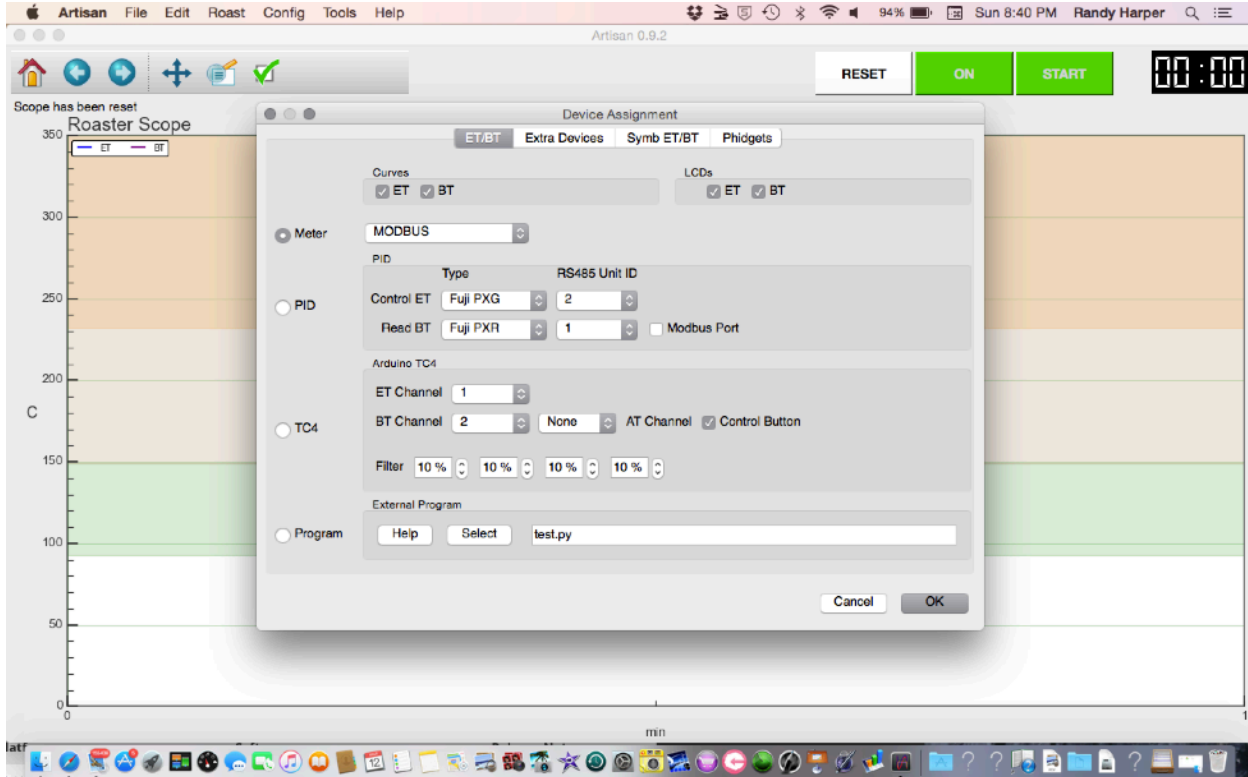 Artisan File Edit Roast Config Tools Help 94% Sun 8:40 PM Randy Harper
Artisan 0.9.2
RESET ON START 00:00
Scope has been reset
Roaster Scope
Device Assignment
ET/BT Extra Devices Symb ET/BT Phidgets
350
ET BT
Curves LCDs
ET BT ET BT
300
Meter MODBUS
PID
Type RS485 Unit ID
250
PID Control ET Fuji PXG 2
Read BT Fuji PXR 1 Modbus Port
Arduino TC4
200
ET Channel 1
C
TC4 BT Channel 2 None AT Channel Control Button
150
Filter 10 % 10 % 10 % 10 %
External Program
Program Help Select test.py
100
Cancel OK
50
0
0 1
min
12